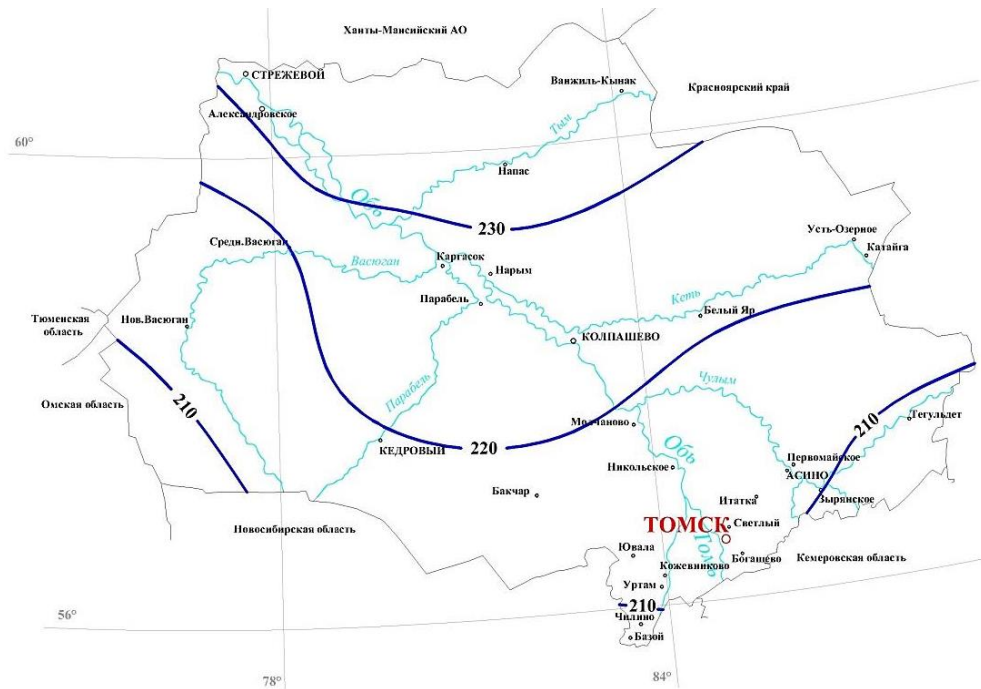 Ханты-Мансийский АО
СТРЕЖЕВОЙ
Ванжиль-Кынак
Красноярский край
Александровское
Тым
60°
Напас
Обь
230
Усть-Озерное
Средн.Васюган
Катайга
Васюган
Каргасок
Нарым
Кеть
Парабель
Белый Яр
Тюменская
область
Нов.Васюган
КОЛПАШЕВО
Чулым
Парабель
Омская область
210
210
Тегульдет
Молчаново
220
КЕДРОВЫЙ
Обь
Первомайское
Никольское
АСИНО
Бакчар
Итатка
Зырянское
Новосибирская область
ТОМСК
Светлый
Томь
Ювала
Богашево
Кемеровская область
Кожевниково
Уртам
210
56°
Чилино
Базой
78°
84°